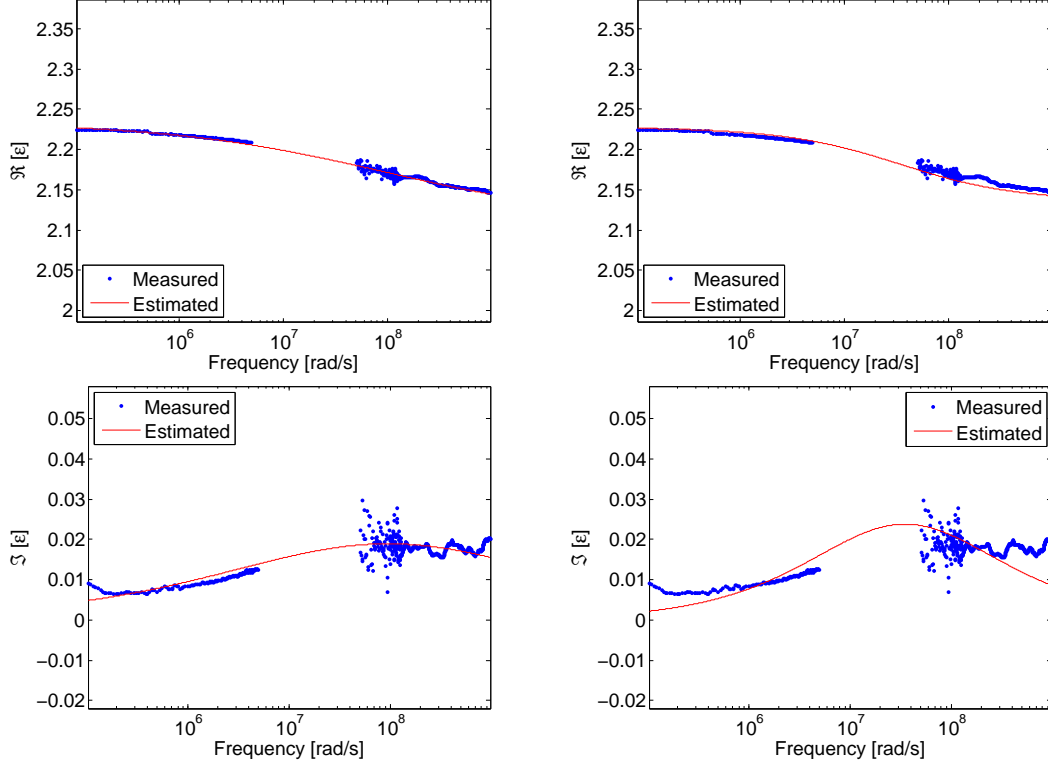 2.35
2.3
2.25
2.2
2.15
2.1
2.05
2
ℜ [ε]
Measured
Estimated
10^6
10^7
10^8
Frequency [rad/s]
2.35
2.3
2.25
2.2
2.15
2.1
2.05
2
ℜ [ε]
Measured
Estimated
10^6
10^7
10^8
Frequency [rad/s]
0.05
0.04
0.03
0.02
0.01
0
−0.01
−0.02
ℑ [ε]
Measured
Estimated
10^6
10^7
10^8
Frequency [rad/s]
0.05
0.04
0.03
0.02
0.01
0
−0.01
−0.02
ℑ [ε]
Measured
Estimated
10^6
10^7
10^8
Frequency [rad/s]